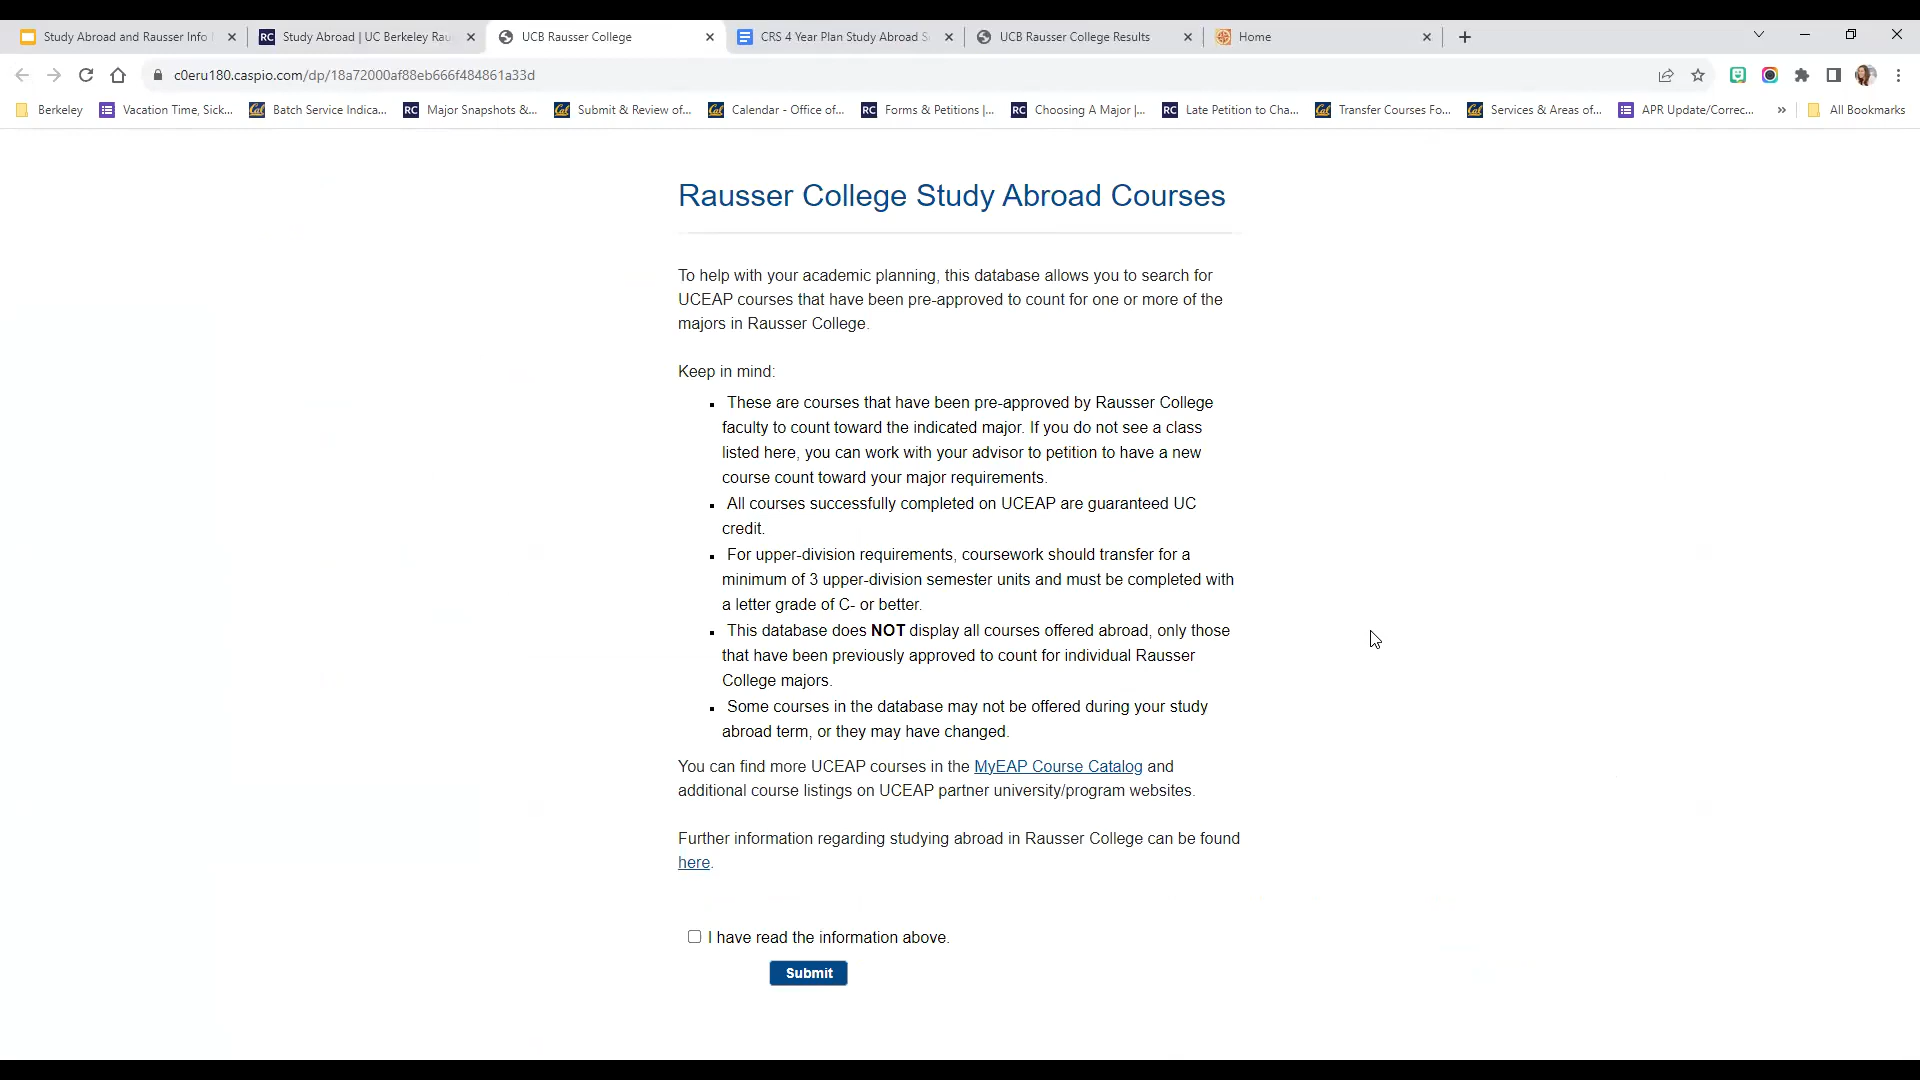 Study Abroad and Rausser Info
Study Abroad | UC Berkeley Rau
UCB Rausser College
CRS 4 Year Plan Study Abroad S
UCB Rausser College Results
Home
c0eru180.caspio.com/dp/18a72000af88eb666f484861a33d
Berkeley
Vacation Time, Sick...
Batch Service Indica...
RC Major Snapshots &...
Submit & Review of...
Calendar - Office of...
RC Forms & Petitions |...
RC Choosing A Major |...
RC Late Petition to Cha...
Transfer Courses Fo...
Services & Areas of...
APR Update/Correc...
»
All Bookmarks
Rausser College Study Abroad Courses
To help with your academic planning, this database allows you to search for
UCEAP courses that have been pre-approved to count for one or more of the
majors in Rausser College.
Keep in mind:
These are courses that have been pre-approved by Rausser College
faculty to count toward the indicated major. If you do not see a class
listed here, you can work with your advisor to petition to have a new
course count toward your major requirements.
All courses successfully completed on UCEAP are guaranteed UC
credit.
For upper-division requirements, coursework should transfer for a
minimum of 3 upper-division semester units and must be completed with
a letter grade of C- or better.
This database does NOT display all courses offered abroad, only those
that have been previously approved to count for individual Rausser
College majors.
Some courses in the database may not be offered during your study
abroad term, or they may have changed.
You can find more UCEAP courses in the MyEAP Course Catalog and
additional course listings on UCEAP partner university/program websites.
Further information regarding studying abroad in Rausser College can be found
here.
I have read the information above.
Submit